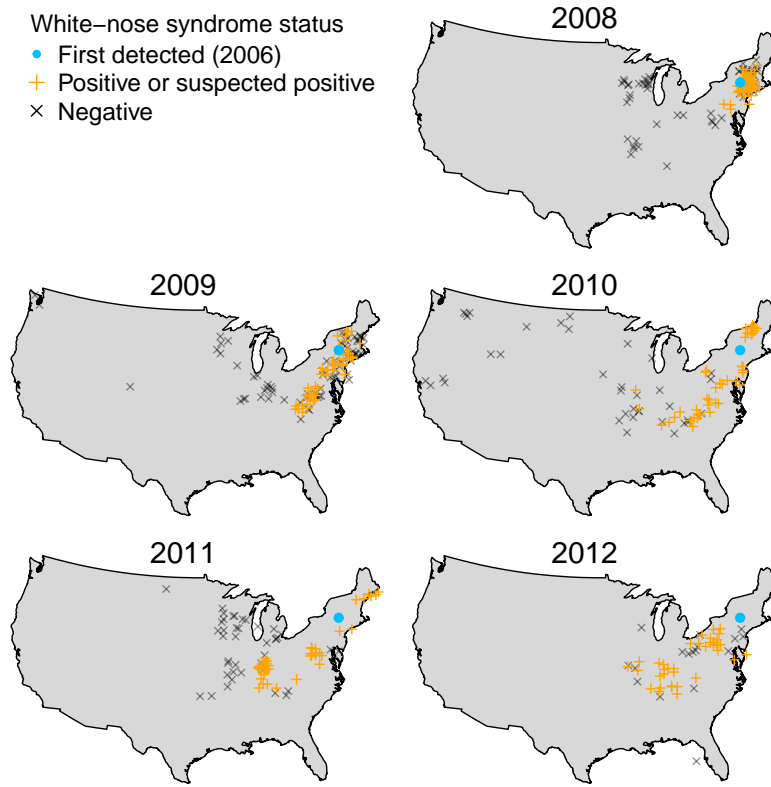 White−nose syndrome status
First detected (2006)
Positive or suspected positive
Negative
2008
2009
2010
2011
2012